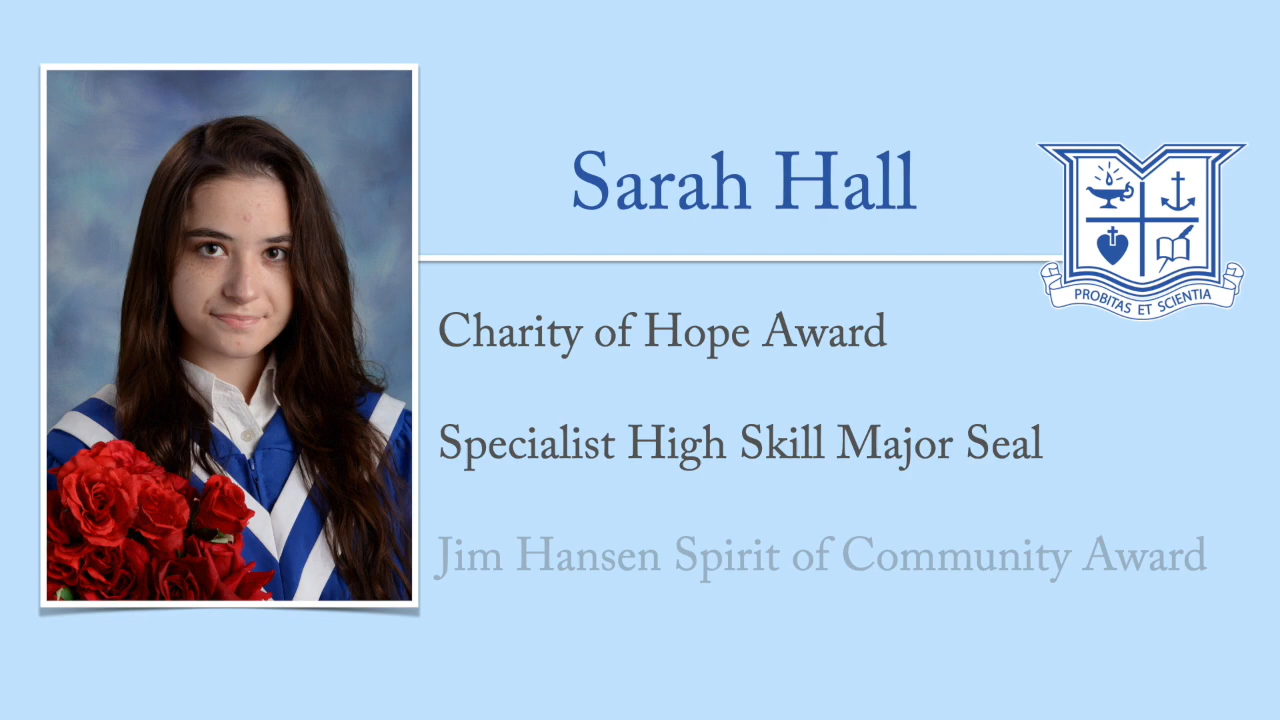 Sarah Hall
PROBITAS ET SCIENTIA
Charity of Hope Award
Specialist High Skill Major Seal
Jim Hansen Spirit of Community Award